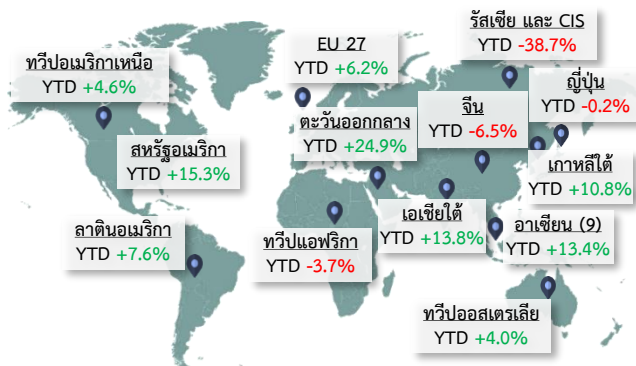 รัสเซีย และ CIS
YTD -38.7%
EU 27
YTD +6.2%
ทวีปอเมริกาเหนือ
YTD +4.6%
จีน
YTD -6.5%
ญี่ปุ่น
YTD -0.2%
ตะวันออกกลาง
YTD +24.9%
สหรัฐอเมริกา
YTD +15.3%
เกาหลีใต้
YTD +10.8%
ลาตินอเมริกา
YTD +7.6%
ทวีปแอฟริกา
YTD -3.7%
เอเชียใต้
YTD +13.8%
อาเซียน (9)
YTD +13.4%
ทวีปออสเตรเลีย
YTD +4.0%